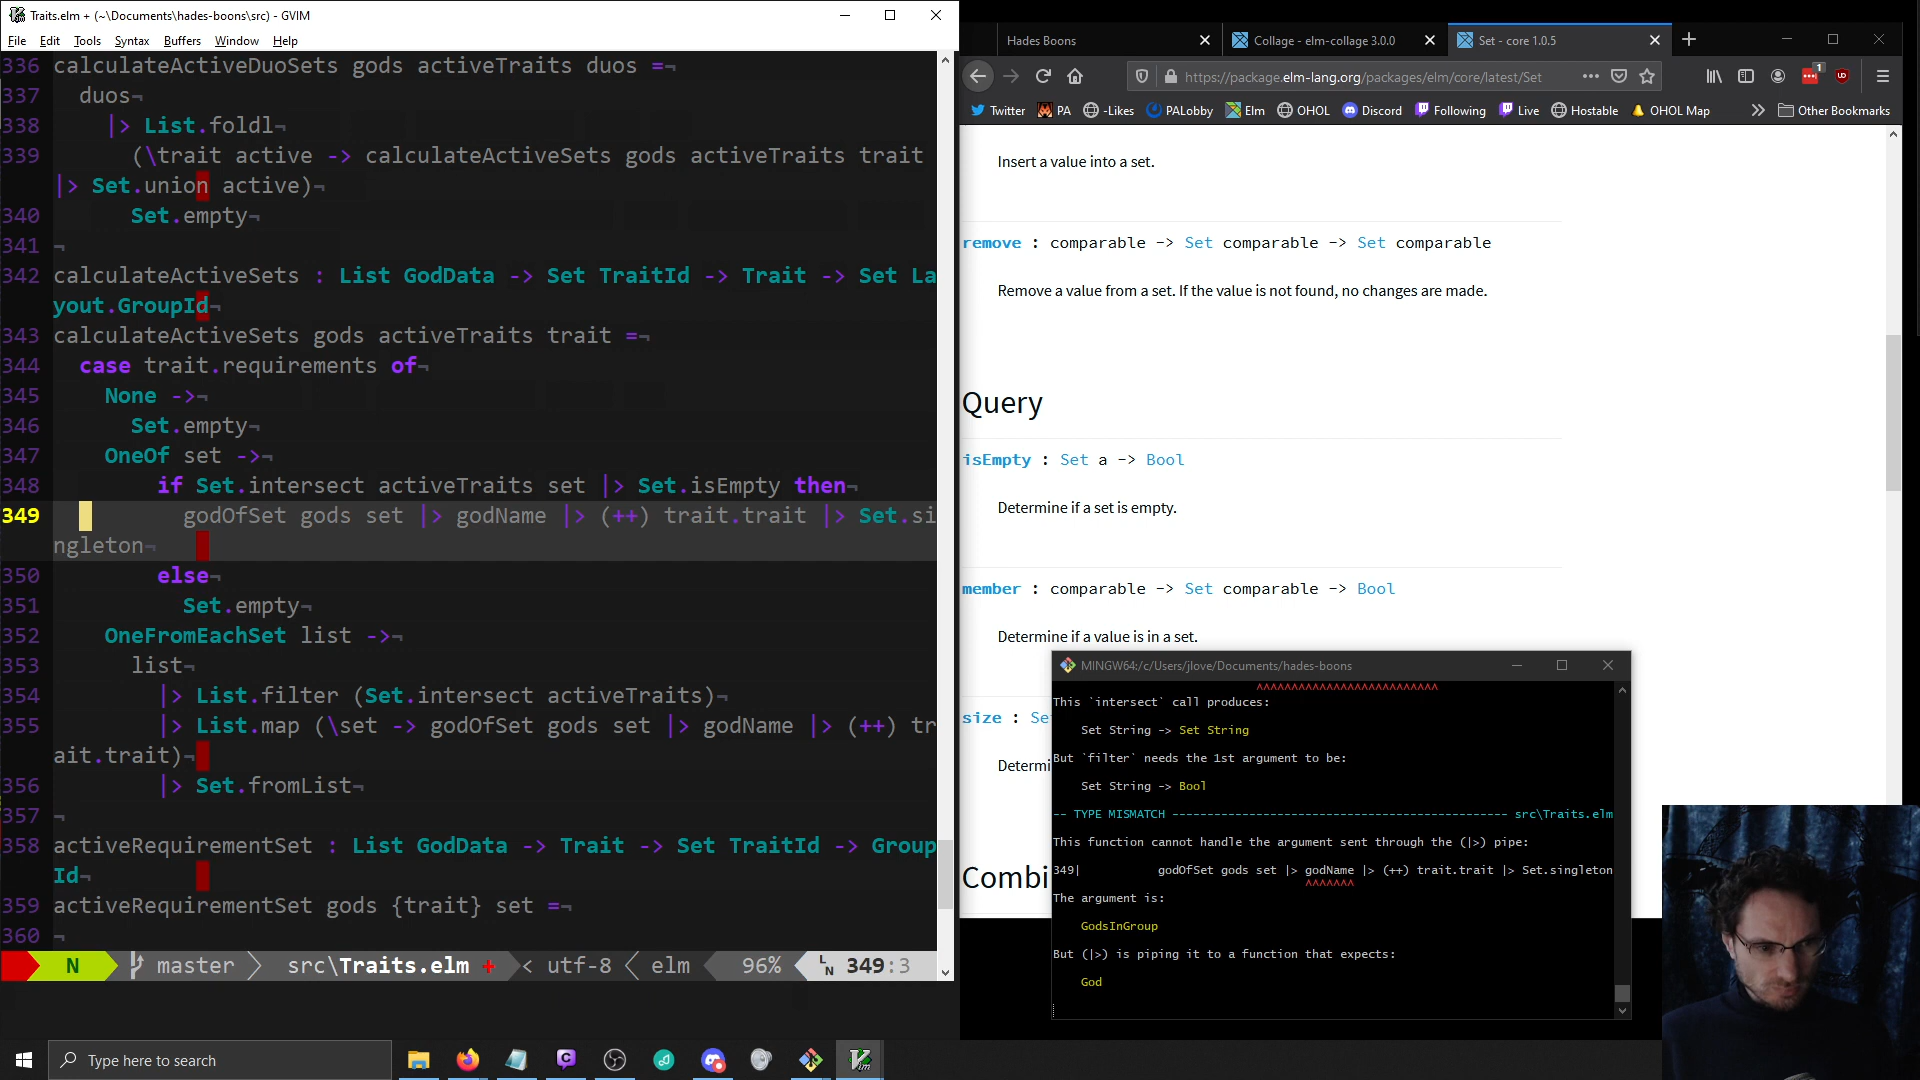 Traits.elm + (~\Documents\hades-boons\src) - GVIM
File Edit Tools Syntax Buffers Window Help
336 calculateActiveDuoSets gods activeTraits duos =¬
337   duos¬
338     |> List.foldl¬
339       (\trait active -> calculateActiveSets gods activeTraits trait
|> Set.union active)¬
340       Set.empty¬
341 ¬
342 calculateActiveSets : List GodData -> Set TraitId -> Trait -> Set La
yout.GroupId¬
343 calculateActiveSets gods activeTraits trait =¬
344   case trait.requirements of¬
345     None ->¬
346       Set.empty¬
347     OneOf set ->¬
348         if Set.intersect activeTraits set |> Set.isEmpty then¬
349           godOfSet gods set |> godName |> (++) trait.trait |> Set.si
ngleton¬
350         else¬
351           Set.empty¬
352     OneFromEachSet list ->¬
353       list¬
354         |> List.filter (Set.intersect activeTraits)¬
355         |> List.map (\set -> godOfSet gods set |> godName |> (++) tr
ait.trait)¬
356         |> Set.fromList¬
357 ¬
358 activeRequirementSet : List GodData -> Trait -> Set TraitId -> Group
Id¬
359 activeRequirementSet gods {trait} set =¬
360 ¬
N master src\Traits.elm + < utf-8 < elm 96% LN 349:3
Hades Boons
Collage - elm-collage 3.0.0
Set - core 1.0.5
https://package.elm-lang.org/packages/elm/core/latest/Set
1
Twitter PA -Likes PALobby Elm OHOL Discord Following Live Hostable OHOL Map Other Bookmarks
Insert a value into a set.
remove : comparable -> Set comparable -> Set comparable
Remove a value from a set. If the value is not found, no changes are made.
Query
isEmpty : Set a -> Bool
Determine if a set is empty.
member : comparable -> Set comparable -> Bool
Determine if a value is in a set.
size : Se
Determi
Combi
MINGW64:/c/Users/jlove/Documents/hades-boons
^^^^^^^^^^^^^^^^^^^^^^^^^^
This `intersect` call produces:
Set String -> Set String
But `filter` needs the 1st argument to be:
Set String -> Bool
-- TYPE MISMATCH ------------------------------------------------ src\Traits.elm
This function cannot handle the argument sent through the (|>) pipe:
349|           godOfSet gods set |> godName |> (++) trait.trait |> Set.singleton
^^^^^^^
The argument is:
GodsInGroup
But (|>) is piping it to a function that expects:
God
Type here to search